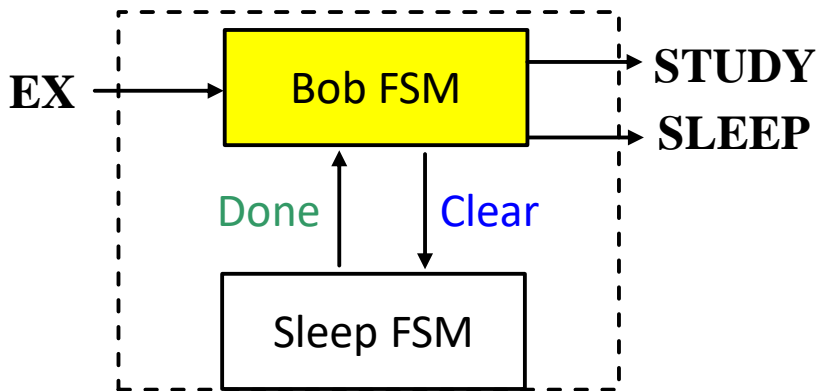 EX
Bob FSM
STUDY
SLEEP
Done
Clear
Sleep FSM